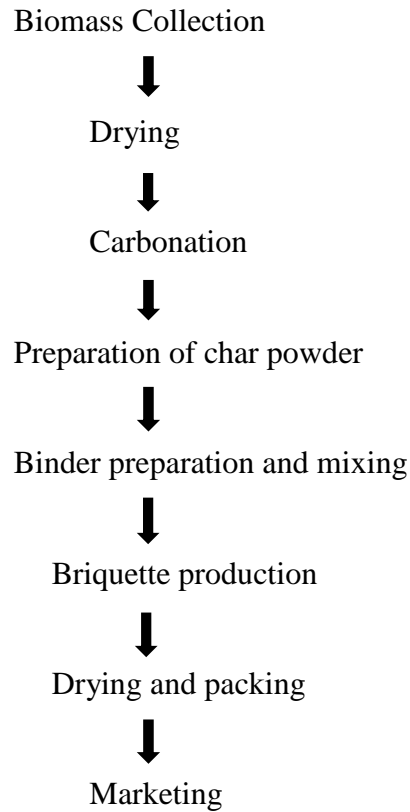 Biomass Collection
Drying
Carbonation
Preparation of char powder
Binder preparation and mixing
Briquette production
Drying and packing
Marketing